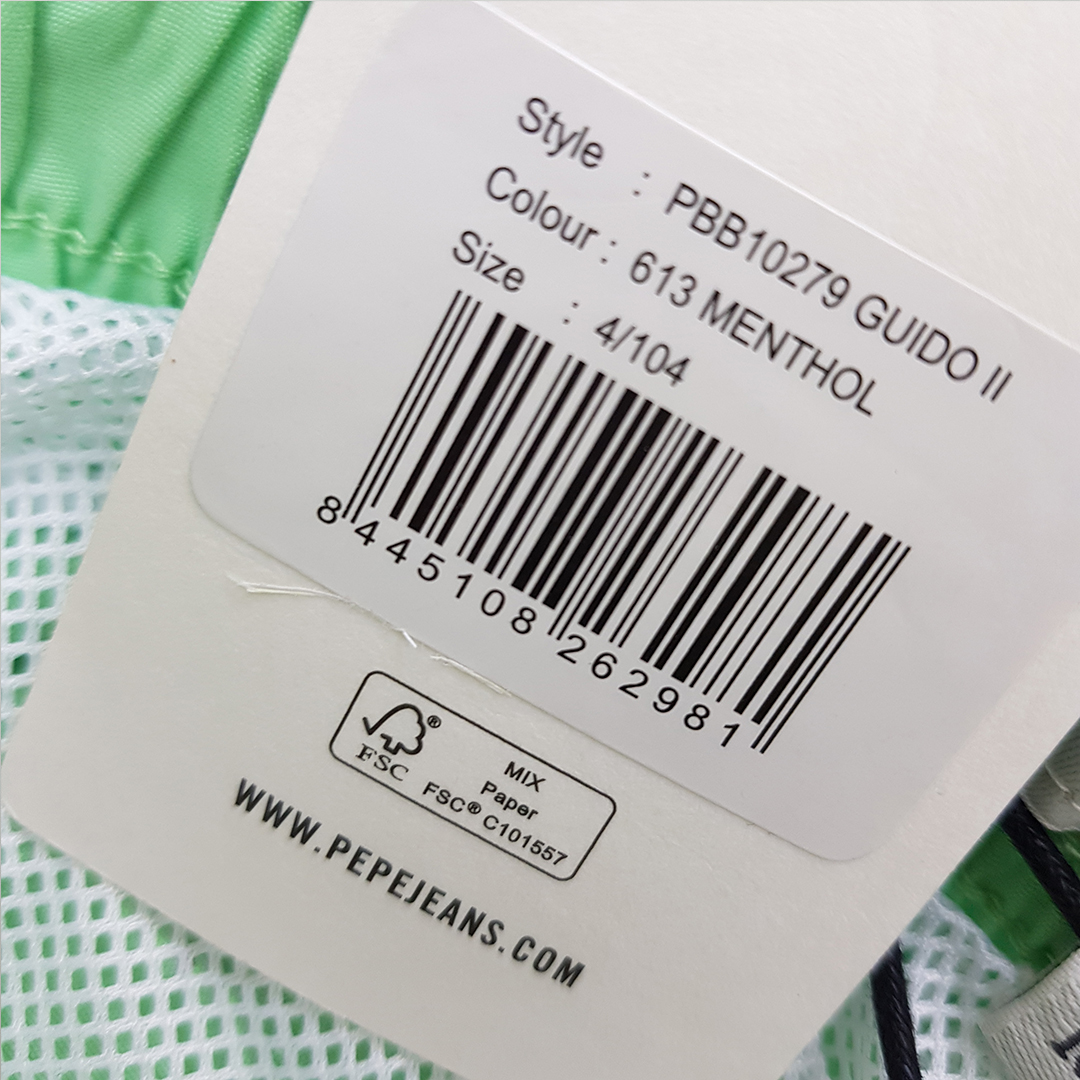 Style : PBB10279 GUIDO II
Colour : 613 MENTHOL
Size : 4/104
8 445108 262981
FSC®
MIX
Paper
FSC® C101557
WWW.PEPEJEANS.COM